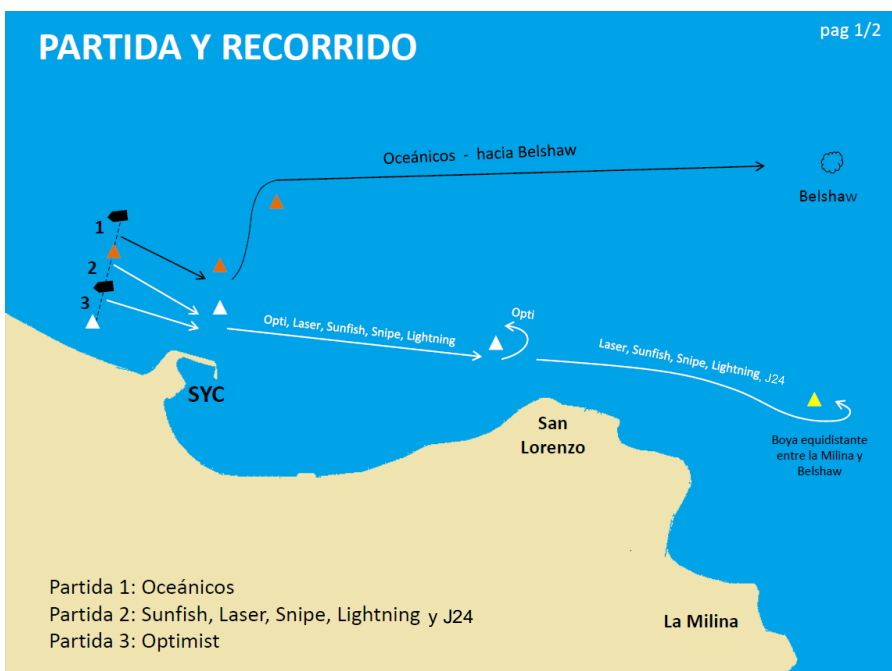 PARTIDA Y RECORRIDO
pag 1/2
Oceánicos - hacia Belshaw
Belshaw
1
2
3
Opti
Opti, Laser, Sunfish, Snipe, Lightning
Laser, Sunfish, Snipe, Lightning, J24
SYC
San
Lorenzo
Boya equidistante
entre la Milina y
Belshaw
Partida 1: Oceánicos
Partida 2: Sunfish, Laser, Snipe, Lightning y J24
Partida 3: Optimist
La Milina